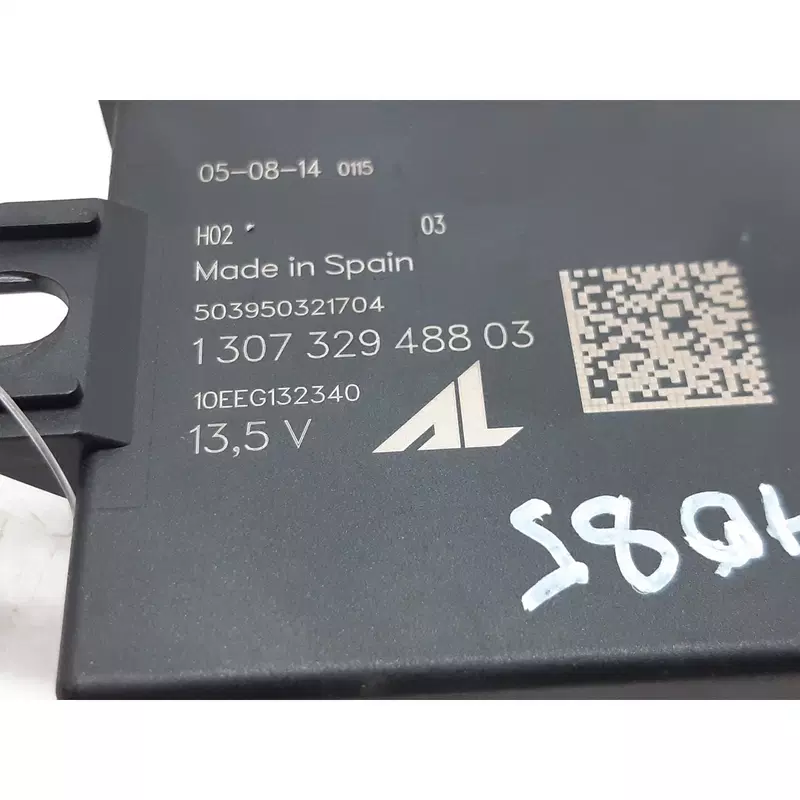 05-08-14 0115
H02 03
Made in Spain
503950321704
1 307 329 488 03
10EEG132340
13,5 V AL